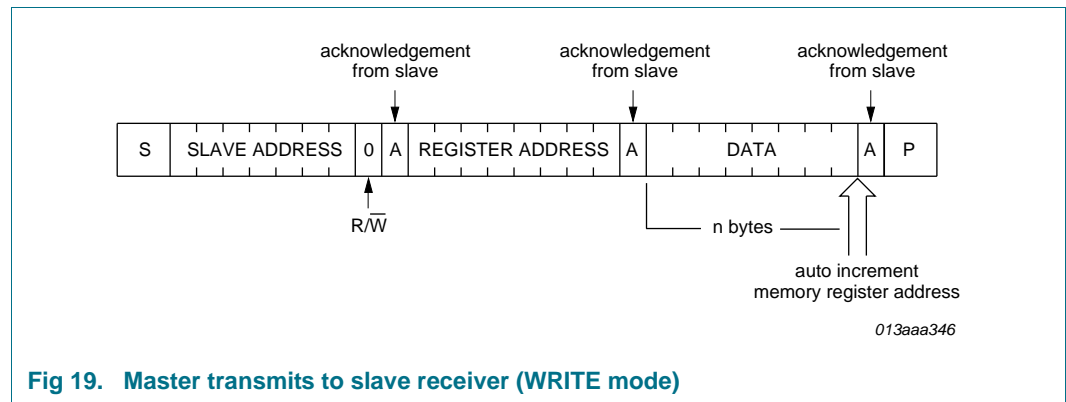 acknowledgement
from slave
acknowledgement
from slave
acknowledgement
from slave
S SLAVE ADDRESS 0 A REGISTER ADDRESS A DATA A P
R/W̅
n bytes
auto increment
memory register address
013aaa346
Fig 19. Master transmits to slave receiver (WRITE mode)